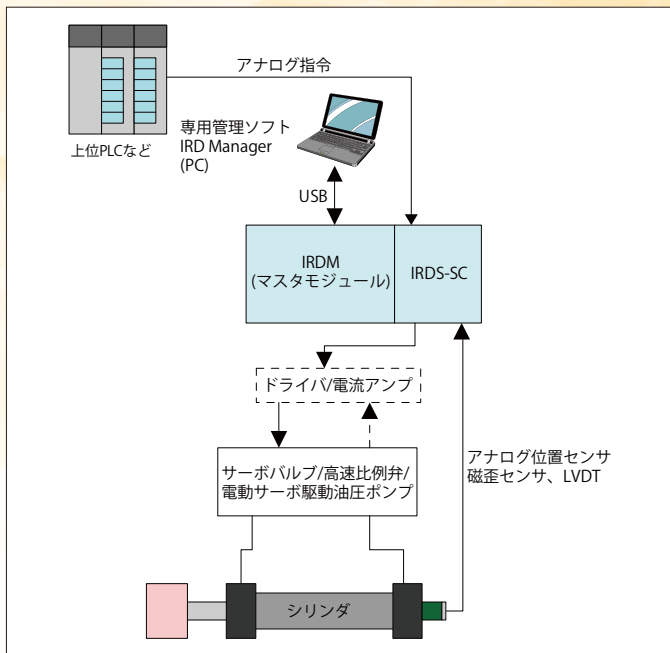 アナログ指令
上位PLCなど
専用管理ソフト
IRD Manager
(PC)
USB
IRDM
(マスタモジュール)
IRDS-SC
ドライバ/電流アンプ
サーボバルブ/高速比例弁/
電動サーボ駆動油圧ポンプ
アナログ位置センサ
磁歪センサ、LVDT
シリンダ